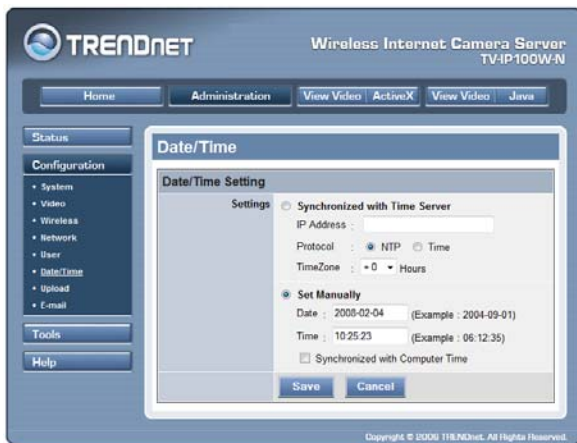 TRENDNET
Wireless Internet Camera Server
TV-IP100W-N
Home
Administration
View Video | ActiveX
View Video | Java
Status
Configuration
• System
• Video
• Wireless
• Network
• User
• Date/Time
• Upload
• E-mail
Tools
Help
Date/Time
Date/Time Setting
Settings
Synchronized with Time Server
IP Address :
Protocol : NTP Time
TimeZone : +0 Hours
Set Manually
Date : 2008-02-04 (Example : 2004-09-01)
Time : 10:25:23 (Example : 06:12:35)
Synchronized with Computer Time
Save Cancel
Copyright © 2006 TRENDnet. All Rights Reserved.